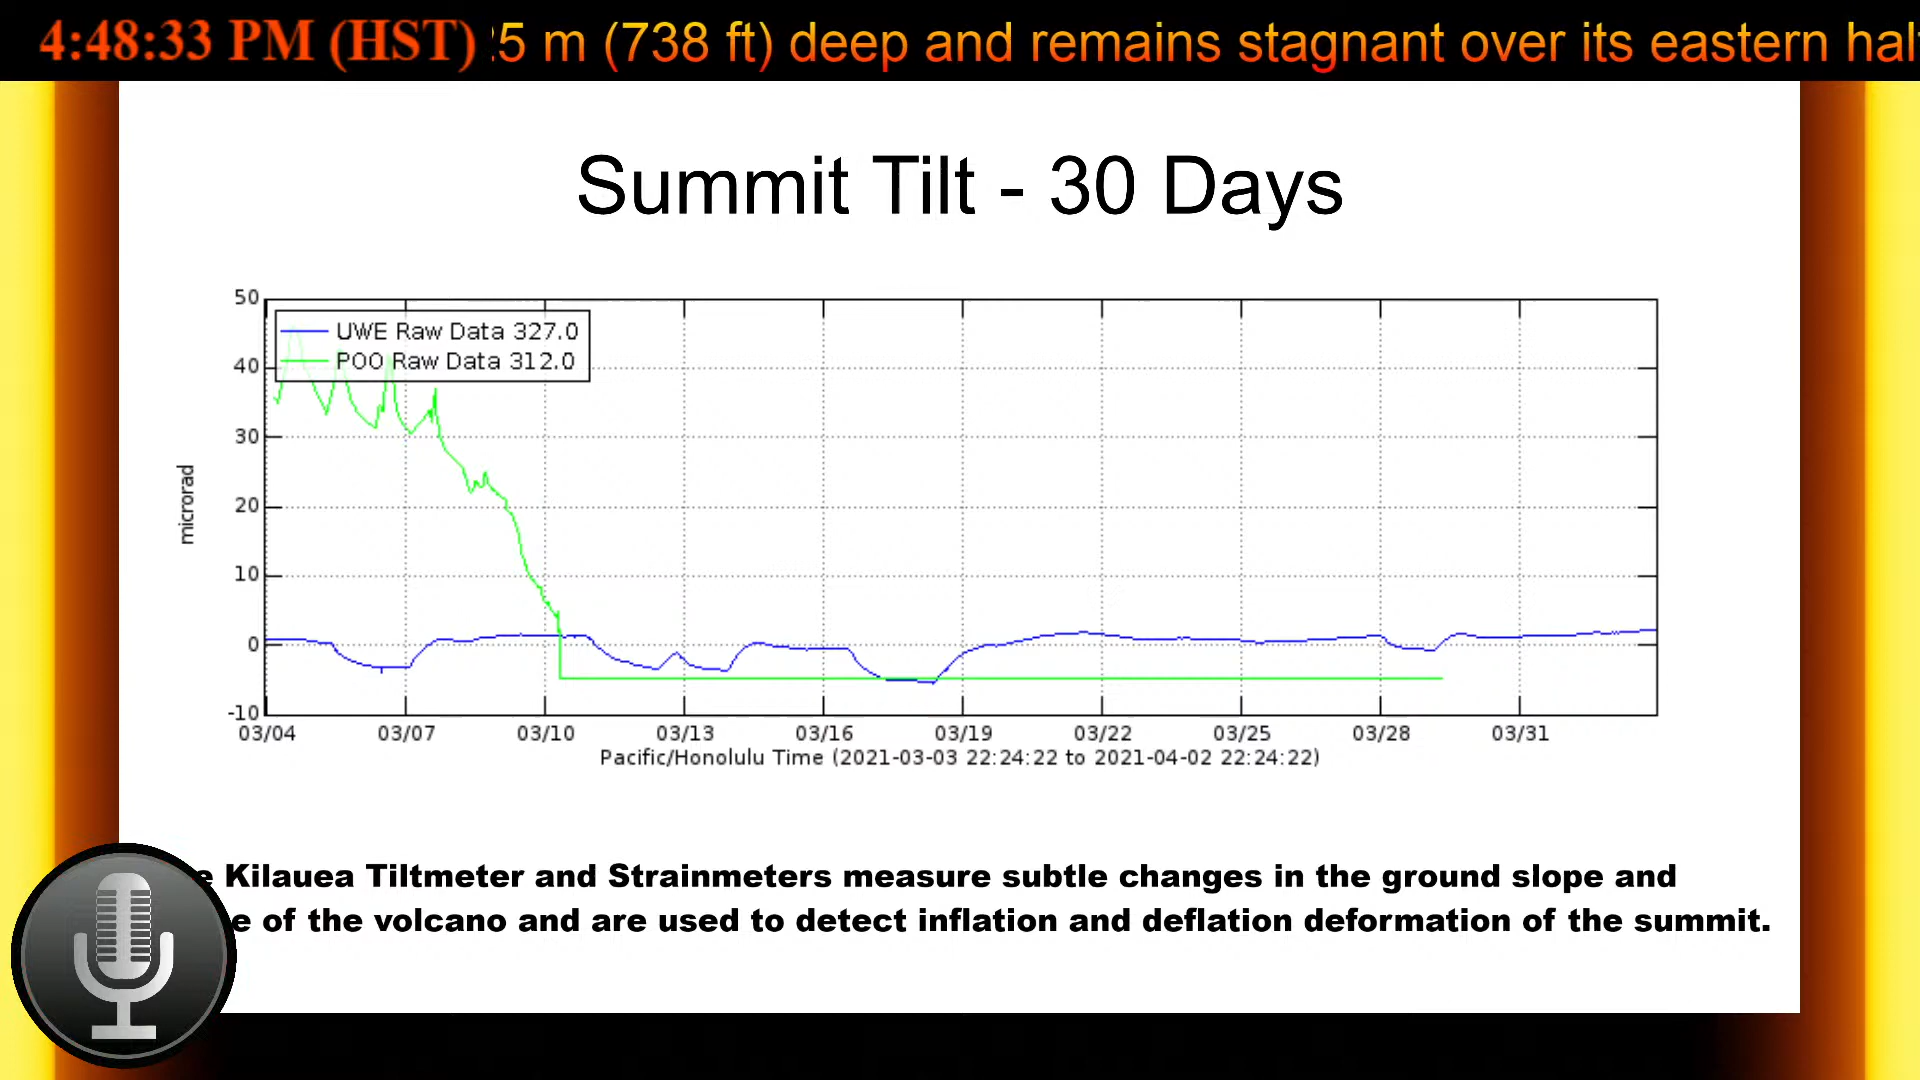 4:48:33 PM (HST)
5 m (738 ft) deep and remains stagnant over its eastern
Summit Tilt - 30 Days
50
UWE Raw Data 327.0
POO Raw Data 312.0
40
30
20
10
0
-10
microrad
03/04 03/07 03/10 03/13 03/16 03/19 03/22 03/25 03/28 03/31
Pacific/Honolulu Time (2021-03-03 22:24:22 to 2021-04-02 22:24:22)
Kilauea Tiltmeter and Strainmeters measure subtle changes in the ground slope and
of the volcano and are used to detect inflation and deflation deformation of the summit.